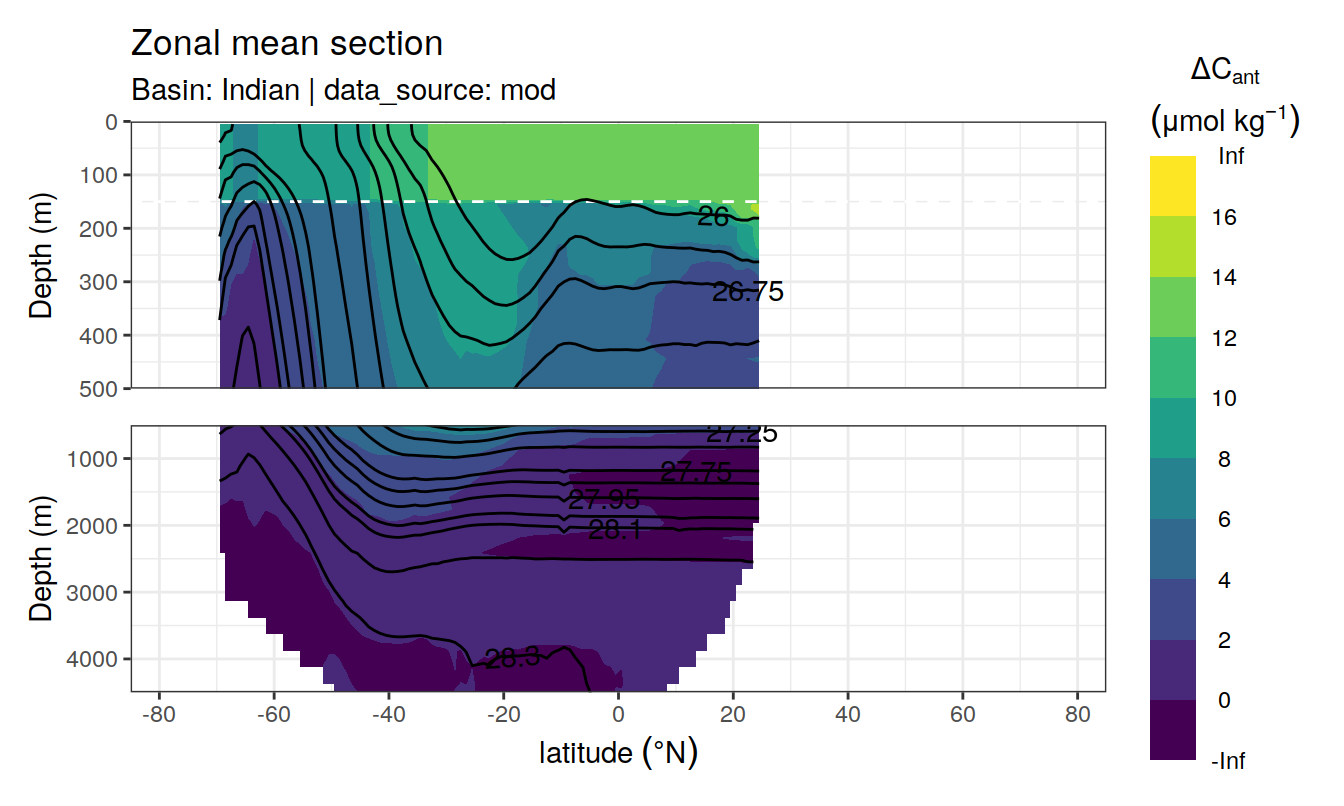 Zonal mean section
Basin: Indian | data_source: mod
ΔCant
(μmol kg−1)
Depth (m)
0
100
200
300
400
500
26
26.75
Depth (m)
1000
2000
3000
4000
27.25
27.75
27.95
28.1
28.3
-80 -60 -40 -20 0 20 40 60 80
latitude (°N)
Inf
16
14
12
10
8
6
4
2
0
-Inf